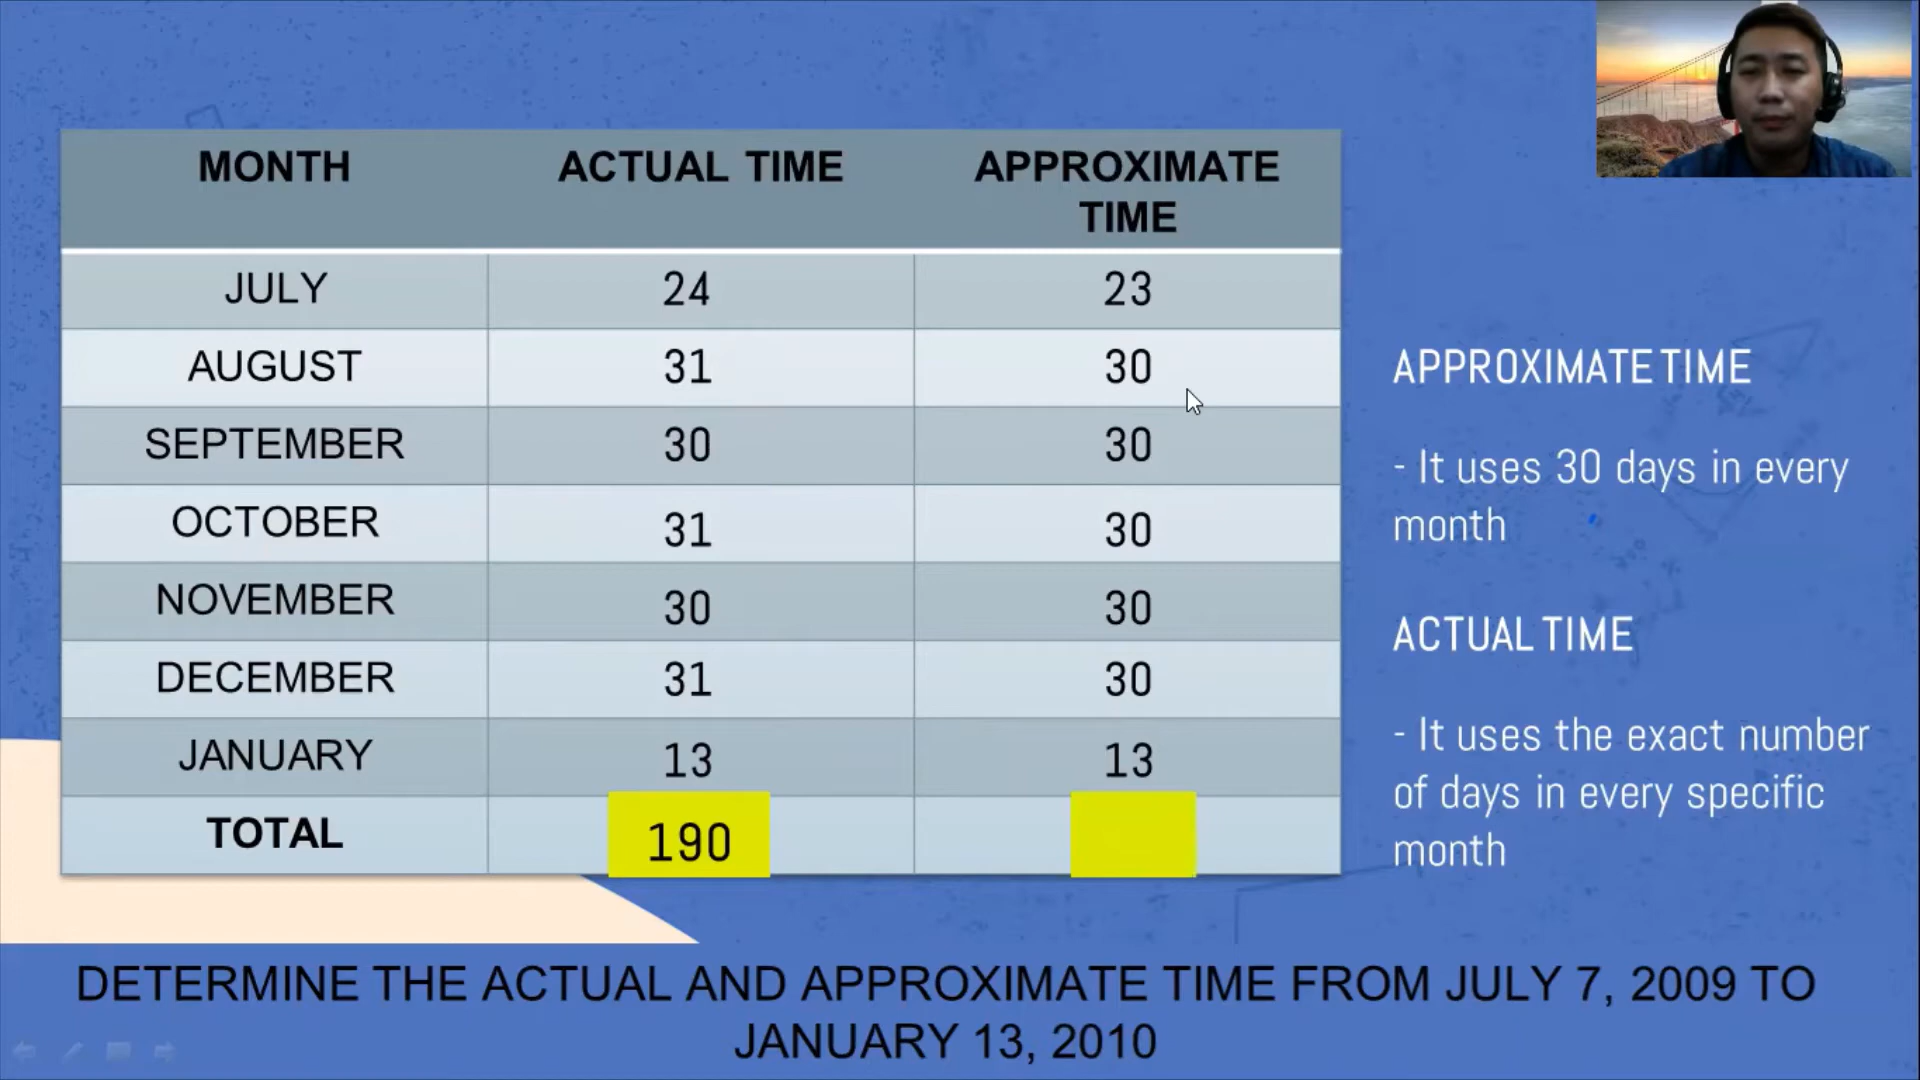 MONTH ACTUAL TIME APPROXIMATE
TIME
JULY 24 23
AUGUST 31 30
SEPTEMBER 30 30
OCTOBER 31 30
NOVEMBER 30 30
DECEMBER 31 30
JANUARY 13 13
TOTAL 190
APPROXIMATE TIME
- It uses 30 days in every
month
ACTUAL TIME
- It uses the exact number
of days in every specific
month
DETERMINE THE ACTUAL AND APPROXIMATE TIME FROM JULY 7, 2009 TO
JANUARY 13, 2010